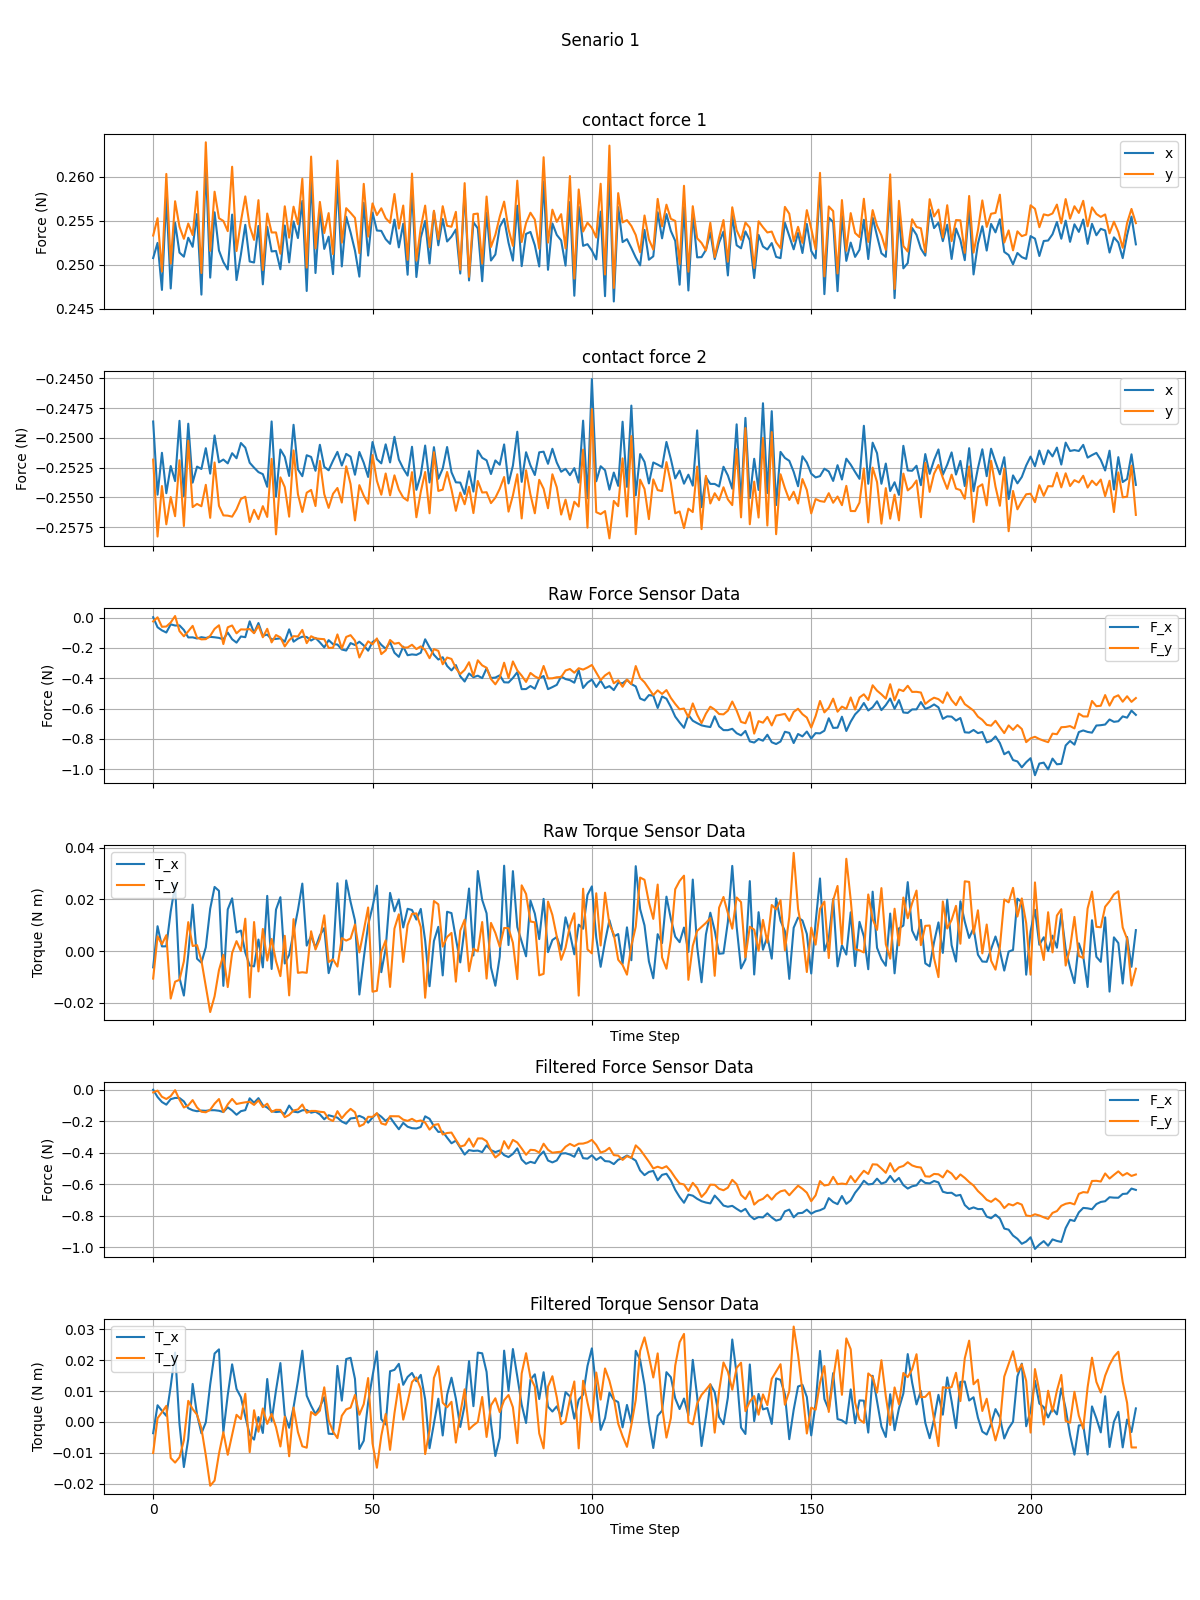 Senario 1
contact force 1
Force (N)
0.260
0.255
0.250
0.245
x
y
contact force 2
Force (N)
−0.2450
−0.2475
−0.2500
−0.2525
−0.2550
−0.2575
x
y
Raw Force Sensor Data
Force (N)
0.0
−0.2
−0.4
−0.6
−0.8
−1.0
F_x
F_y
Raw Torque Sensor Data
Torque (N m)
0.04
0.02
0.00
−0.02
T_x
T_y
Time Step
Filtered Force Sensor Data
Force (N)
0.0
−0.2
−0.4
−0.6
−0.8
−1.0
F_x
F_y
Filtered Torque Sensor Data
Torque (N m)
0.03
0.02
0.01
0.00
−0.01
−0.02
T_x
T_y
0 50 100 150 200
Time Step